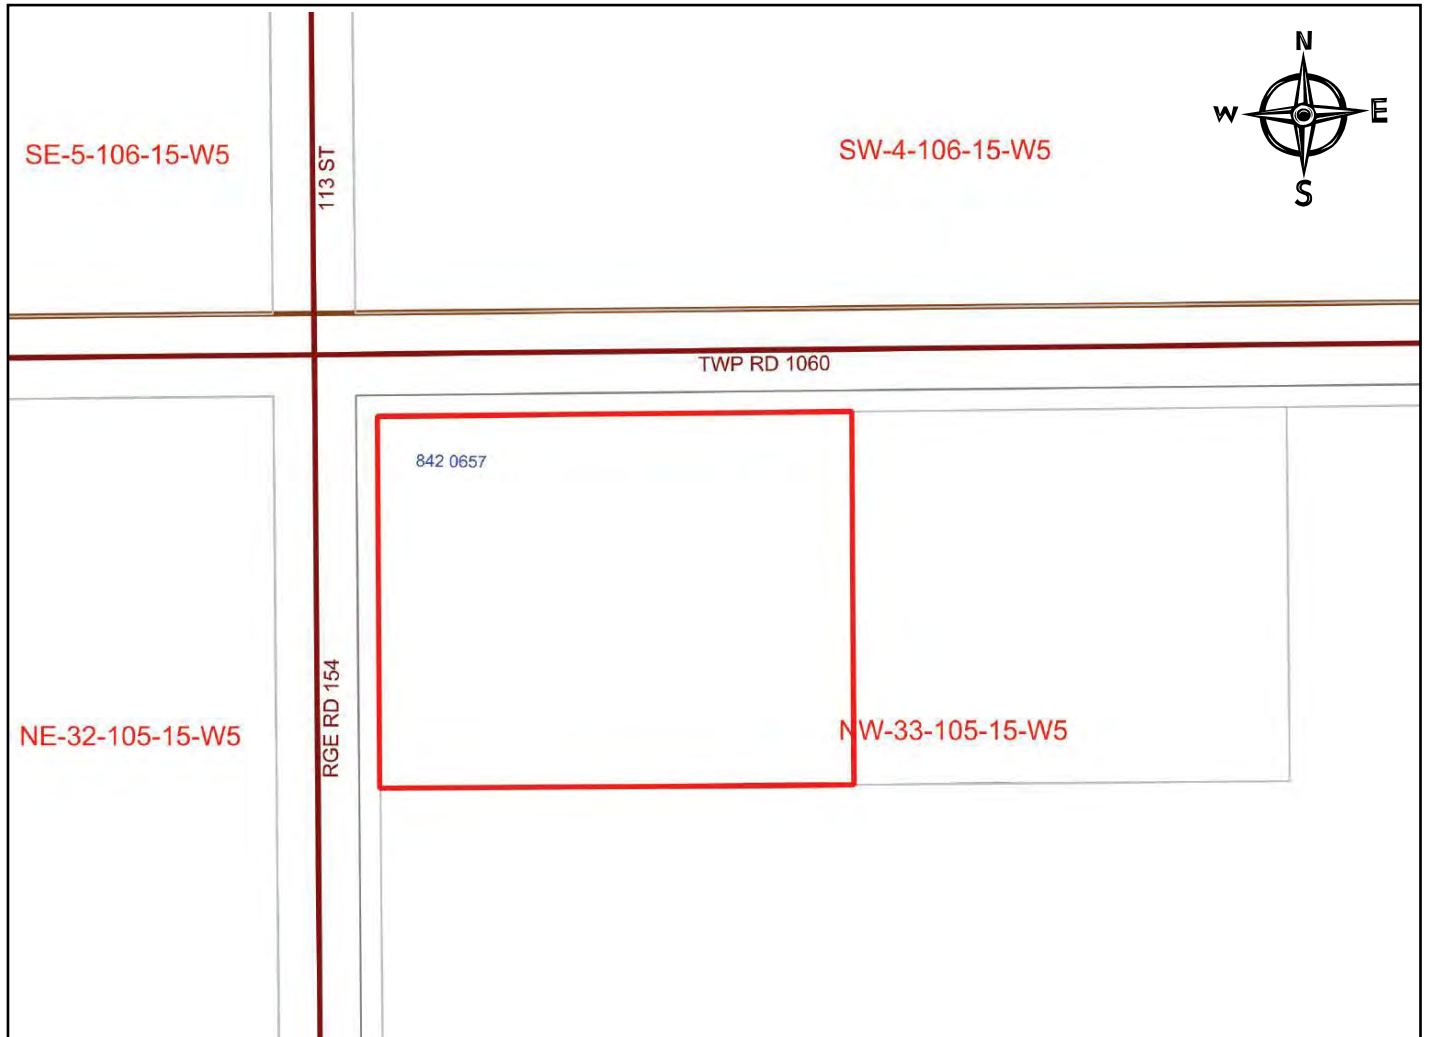 N
W
E
S
SE-5-106-15-W5
113 ST
SW-4-106-15-W5
TWP RD 1060
842 0657
NE-32-105-15-W5
RGE RD 154
NW-33-105-15-W5